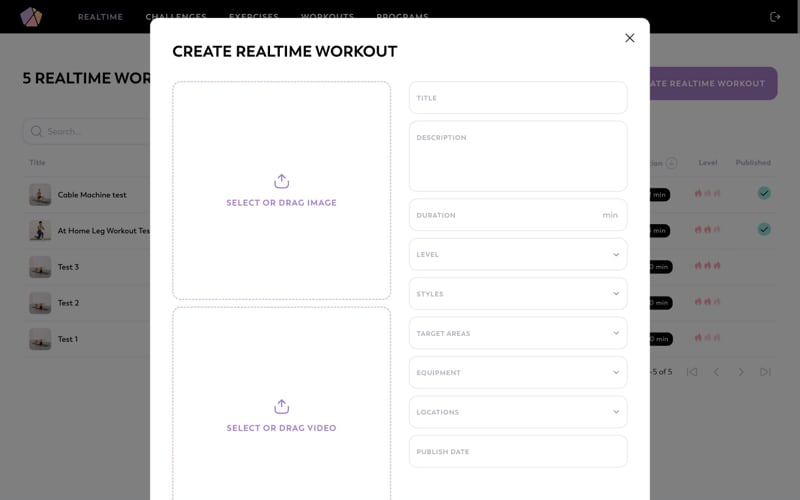 REALTIME CHALLENGES EXERCISES WORKOUTS PROGRAMS
CREATE REALTIME WORKOUT
5 REALTIME WOR
ATE REALTIME WORKOUT
SELECT OR DRAG IMAGE
SELECT OR DRAG VIDEO
TITLE
DESCRIPTION
DURATION min
LEVEL
STYLES
TARGET AREAS
EQUIPMENT
LOCATIONS
PUBLISH DATE
Search...
Title Level Published
Cable Machine test min
At Home Leg Workout Tes min
Test 3 min
Test 2 min
Test 1 min
of 5